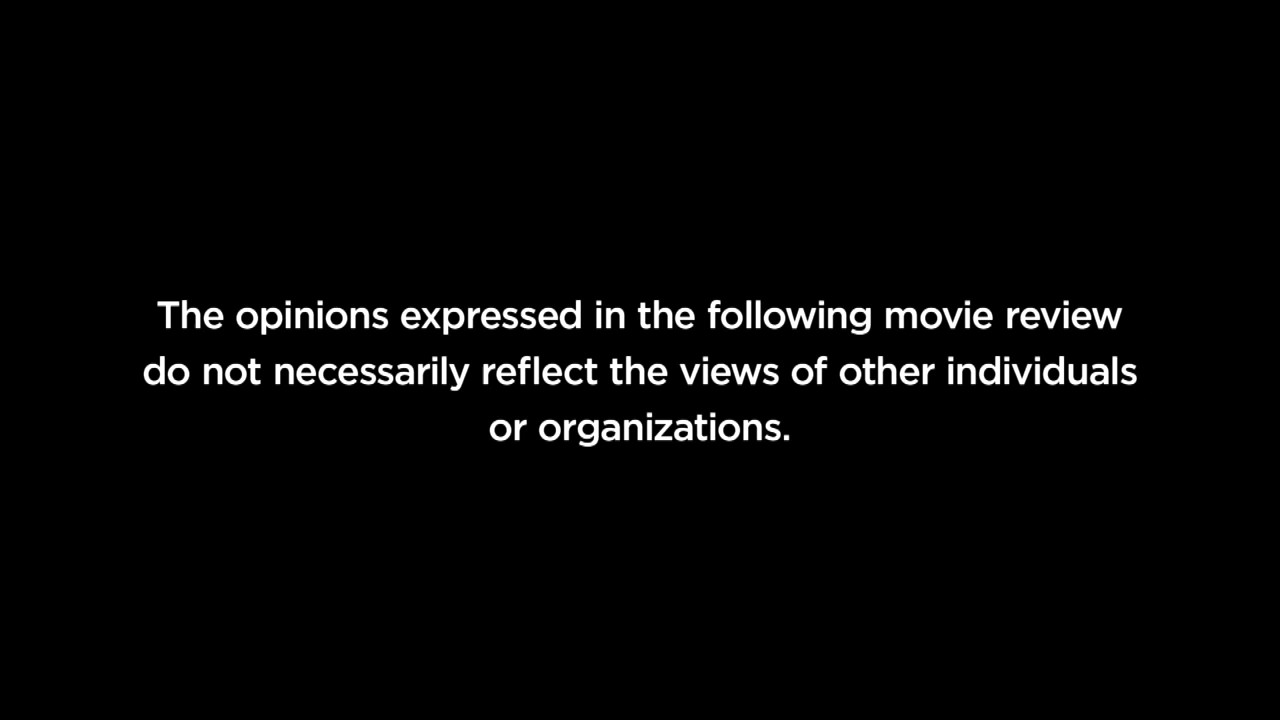 The opinions expressed in the following movie review
do not necessarily reflect the views of other individuals
or organizations.